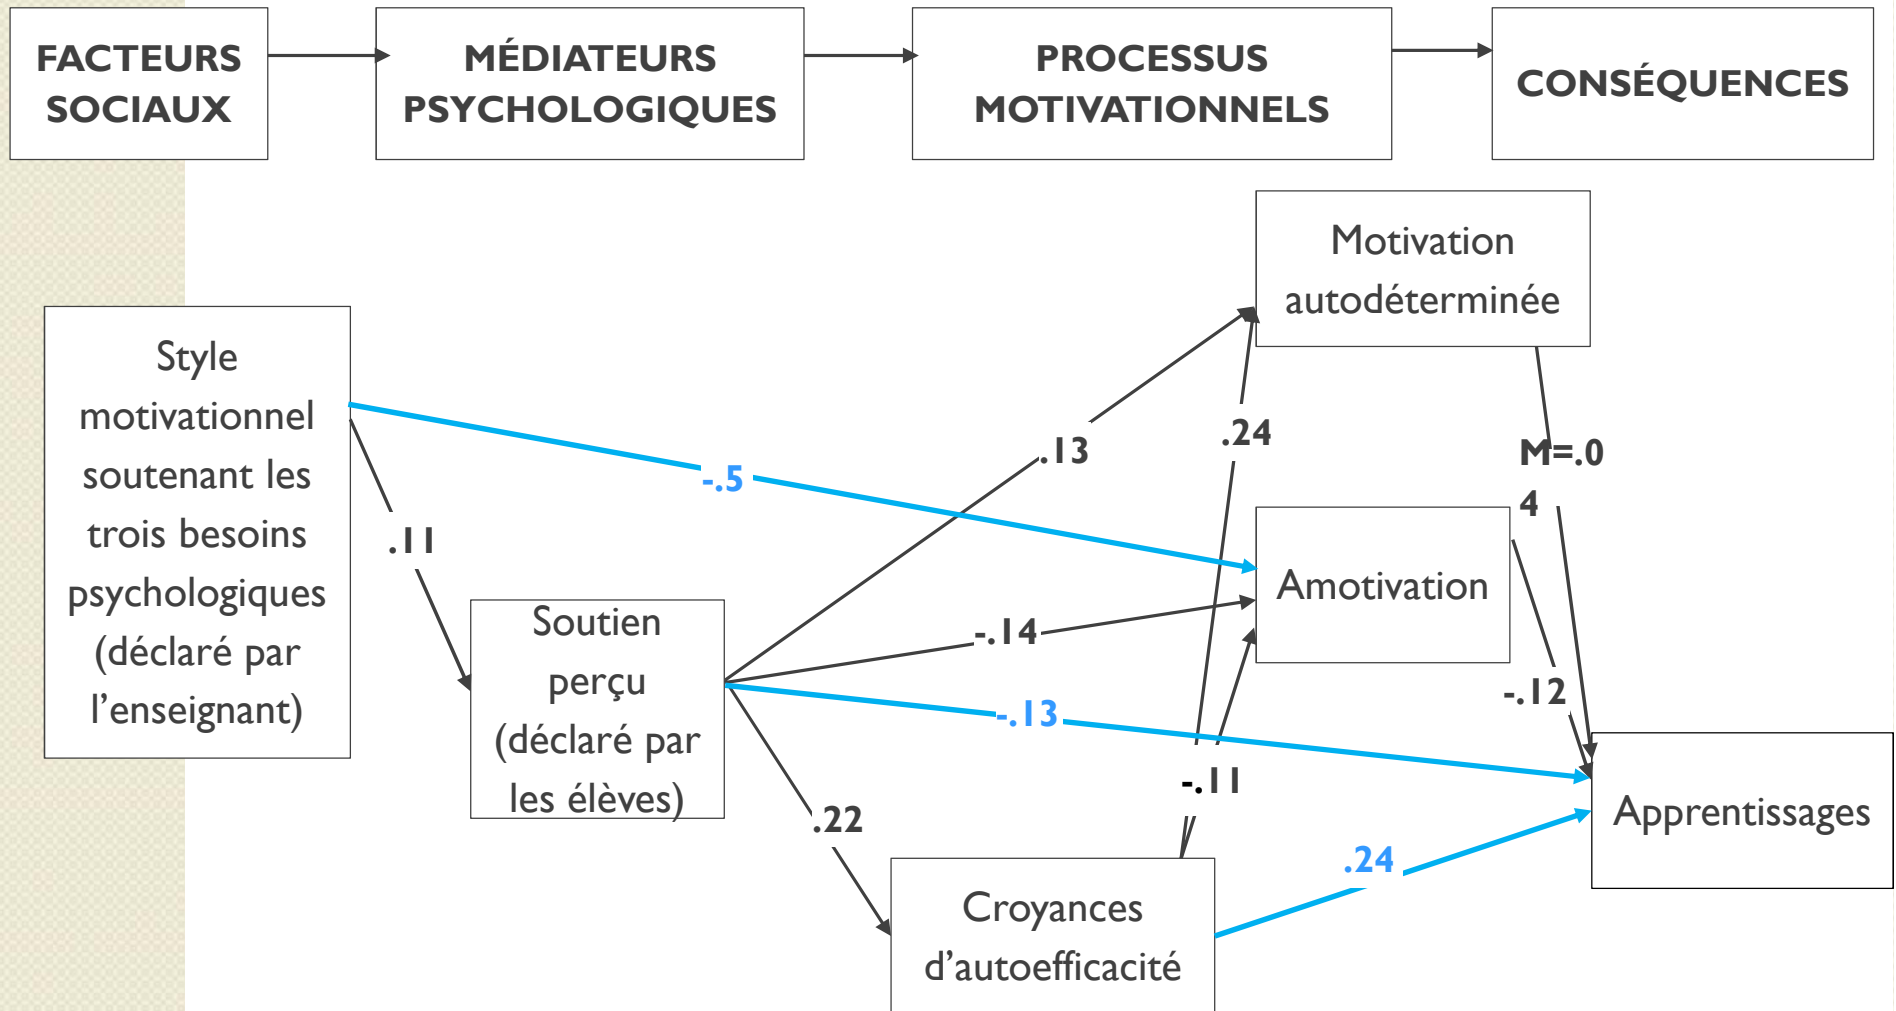 FACTEURS
SOCIAUX
MÉDIATEURS
PSYCHOLOGIQUES
PROCESSUS
MOTIVATIONNELS
CONSÉQUENCES
Motivation
autodéterminée
Style
motivationnel
soutenant les
trois besoins
psychologiques
(déclaré par
l’enseignant)
-.5
.13
.24
M=.0
4
.11
Amotivation
Soutien
perçu
(déclaré par
les élèves)
-.14
-.13
-.12
-.11
.22
Apprentissages
.24
Croyances
d’autoefficacité